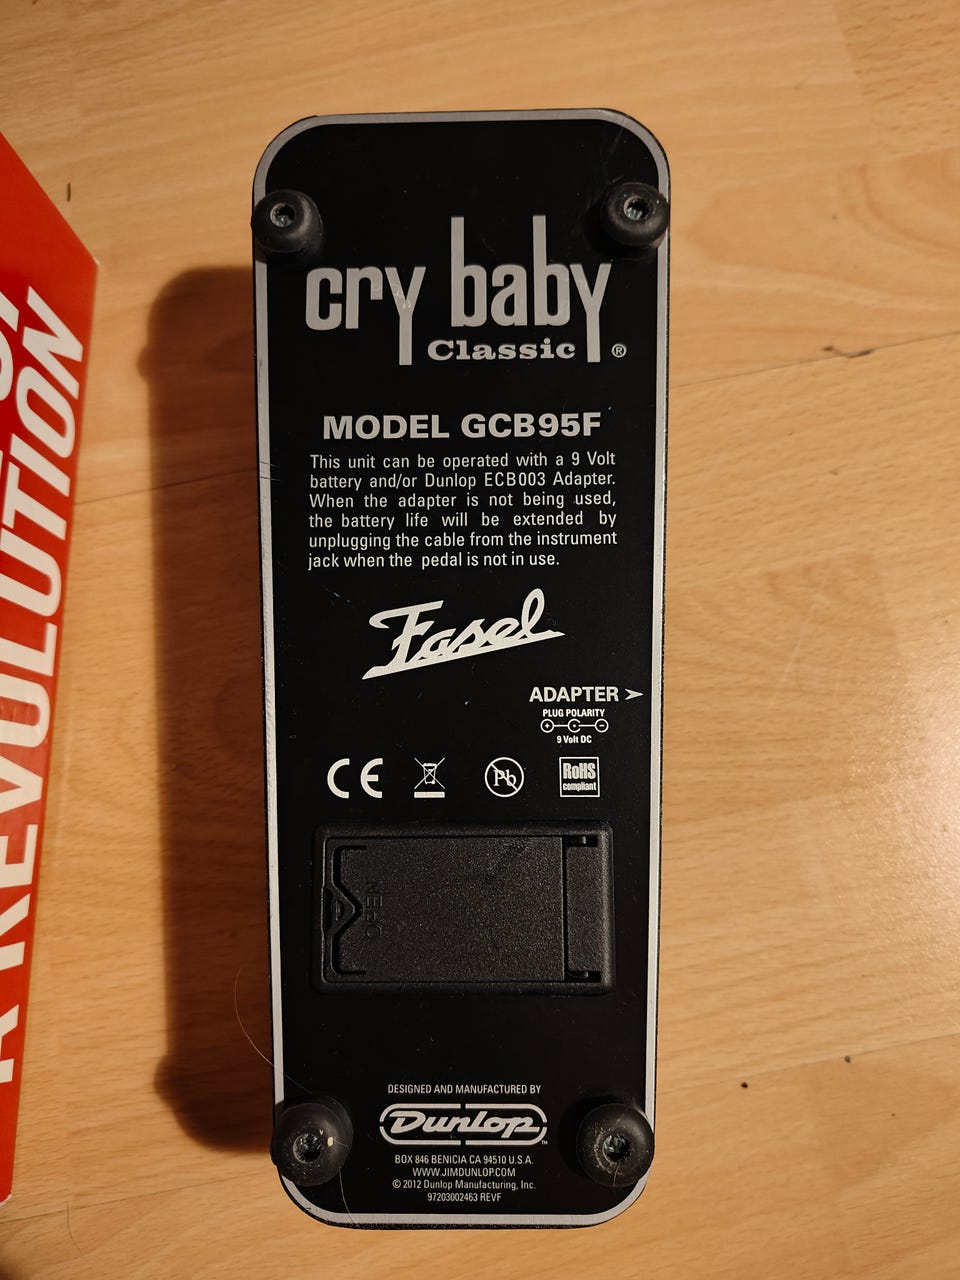 cry baby
Classic ®
MODEL GCB95F
This unit can be operated with a 9 Volt
battery and/or Dunlop ECB003 Adapter.
When the adapter is not being used,
the battery life will be extended by
unplugging the cable from the instrument
jack when the pedal is not in use.
Fasel
ADAPTER
PLUG POLARITY
9 Volt DC
CE
Pb
RoHS
compliant
OPEN
DESIGNED AND MANUFACTURED BY
Dunlop™
BOX 846 BENICIA CA 94510 U.S.A.
WWW.JIMDUNLOP.COM
© 2012 Dunlop Manufacturing, Inc.
97203002463 REVF
A REVOLUTION